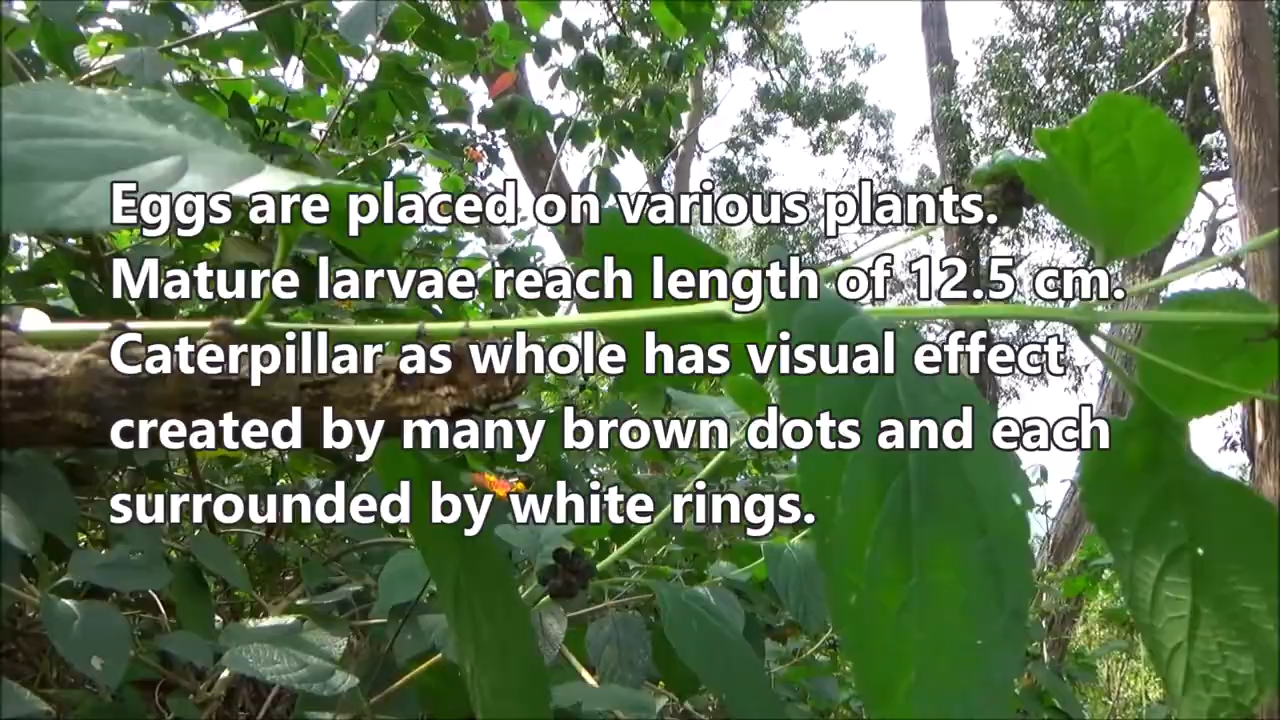 Eggs are placed on various plants.
Mature larvae reach length of 12.5 cm.
Caterpillar as whole has visual effect
created by many brown dots and each
surrounded by white rings.